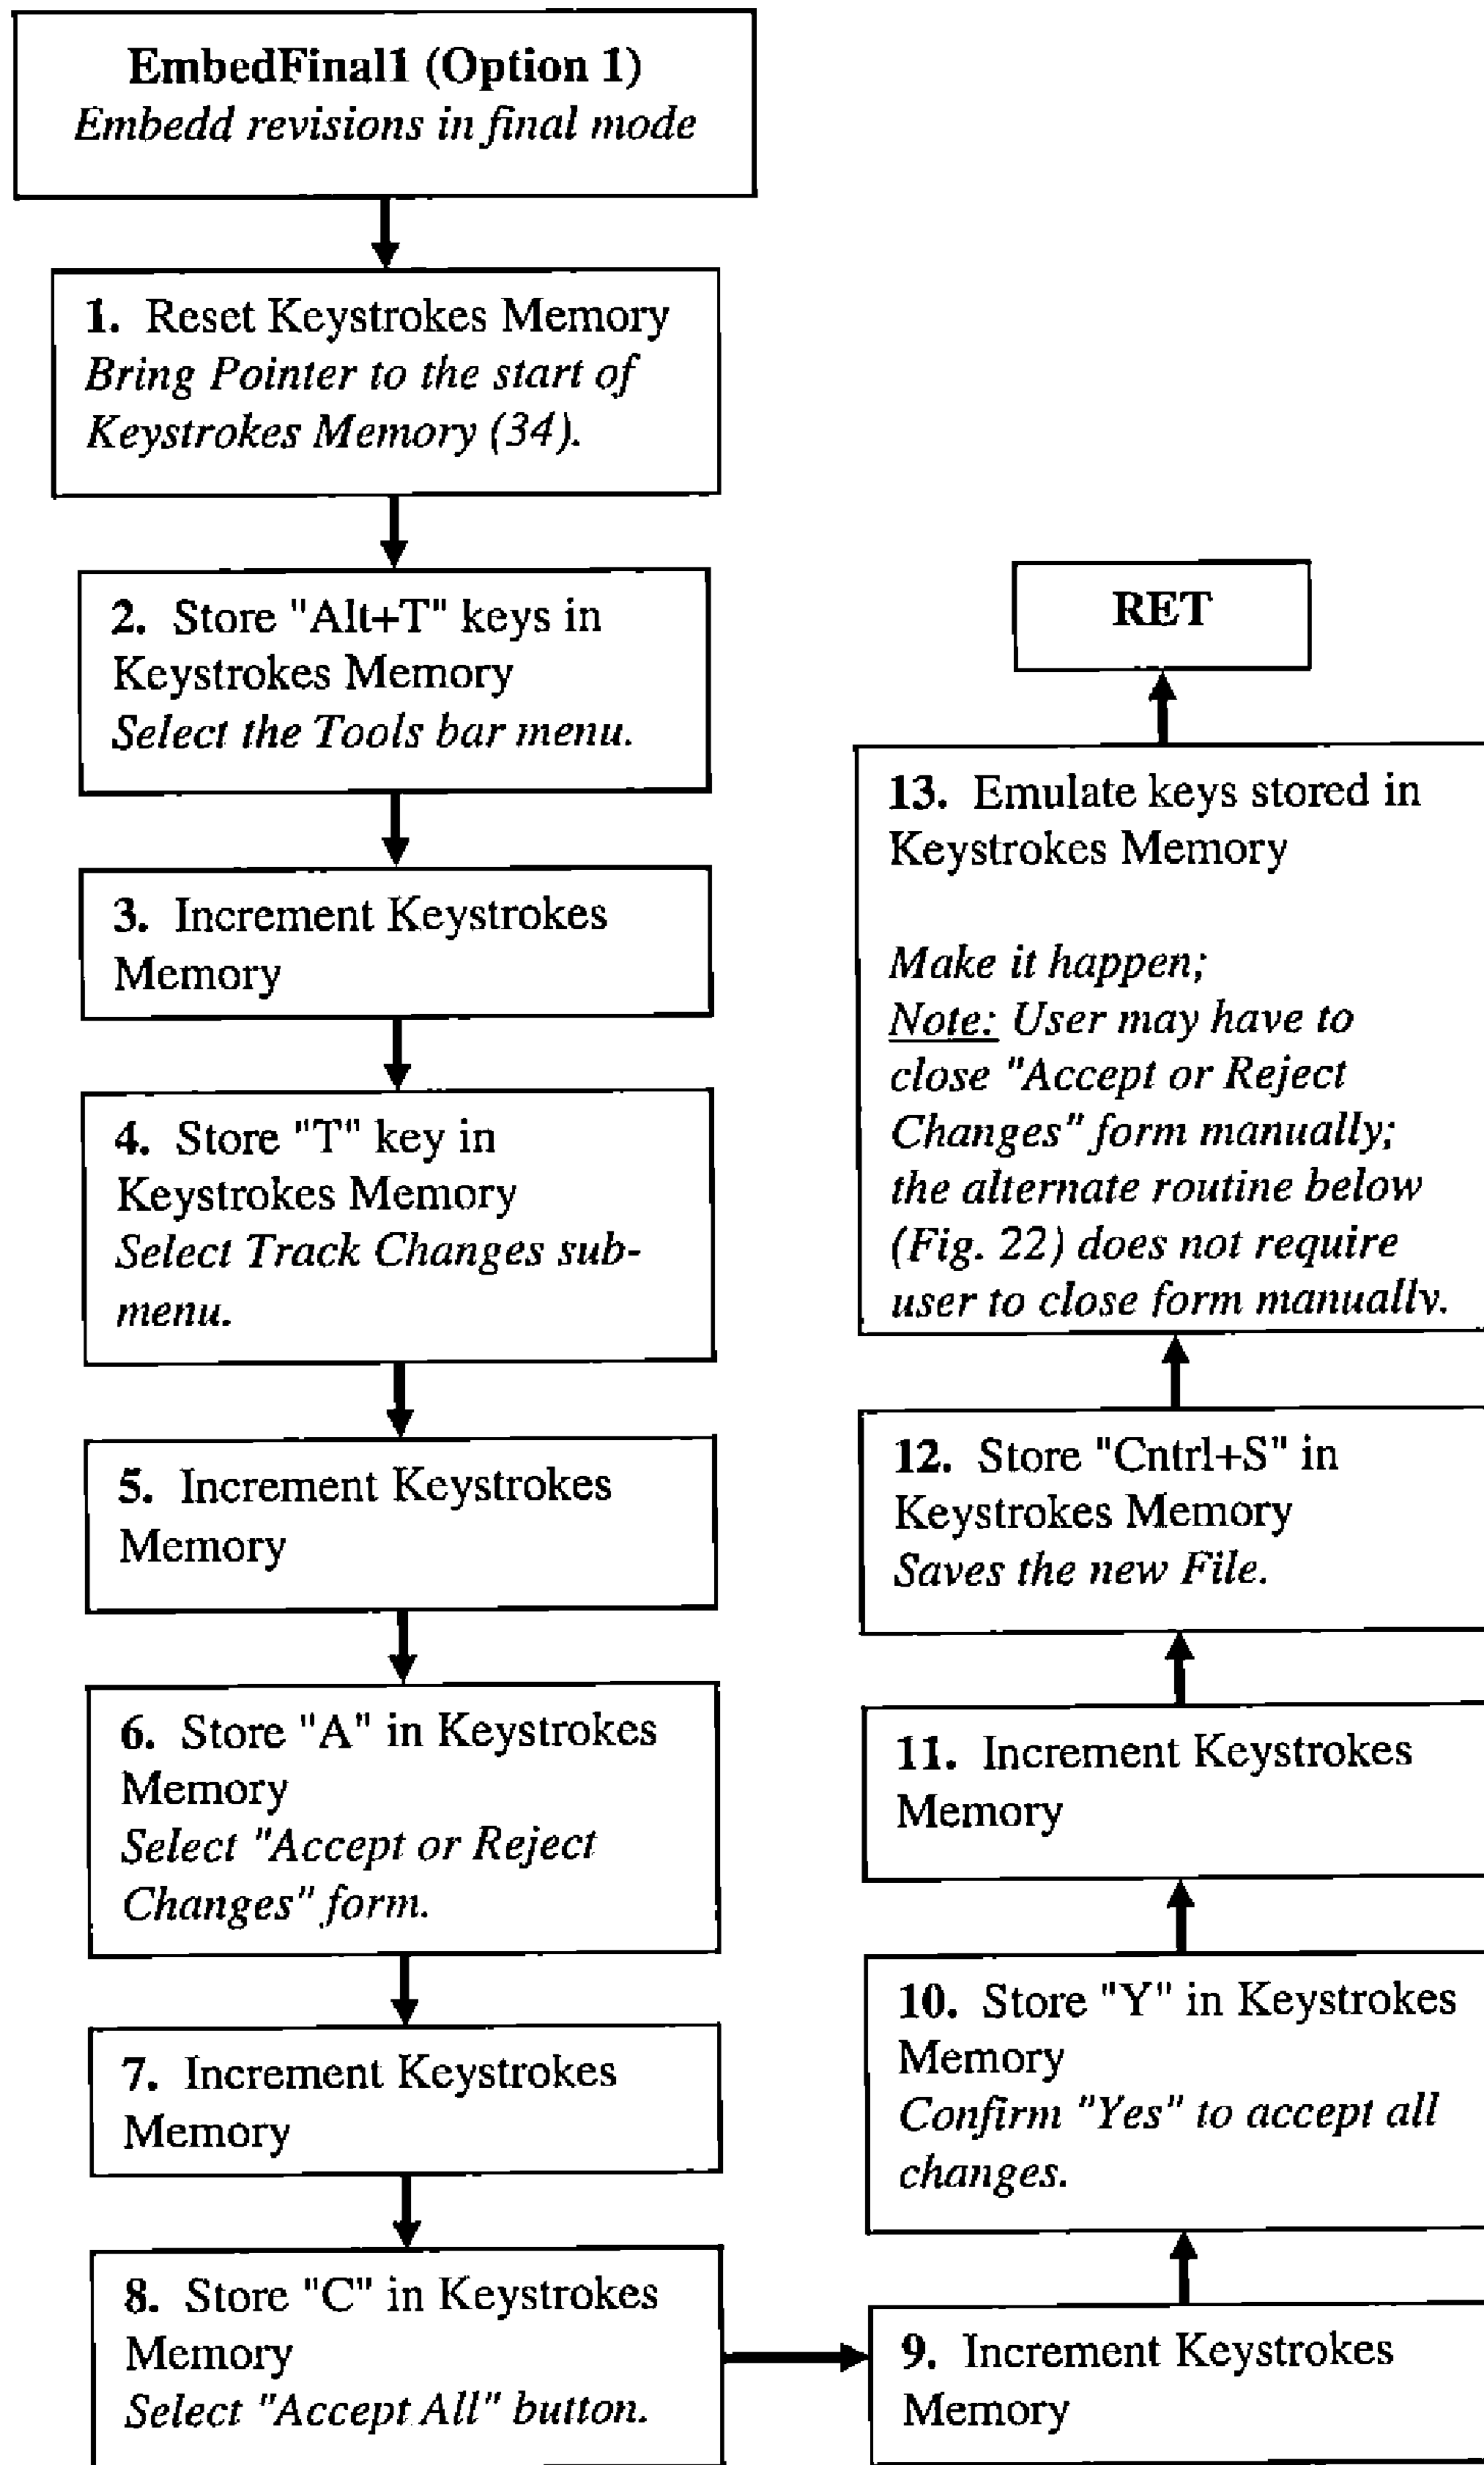 EmbedFinal1 (Option 1)
Embedd revisions in final mode
1. Reset Keystrokes Memory
Bring Pointer to the start of
Keystrokes Memory (34).
2. Store "Alt+T" keys in
Keystrokes Memory
Select the Tools bar menu.
3. Increment Keystrokes
Memory
4. Store "T" key in
Keystrokes Memory
Select Track Changes sub-
menu.
5. Increment Keystrokes
Memory
6. Store "A" in Keystrokes
Memory
Select "Accept or Reject
Changes" form.
7. Increment Keystrokes
Memory
8. Store "C" in Keystrokes
Memory
Select "Accept All" button.
9. Increment Keystrokes
Memory
10. Store "Y" in Keystrokes
Memory
Confirm "Yes" to accept all
changes.
11. Increment Keystrokes
Memory
12. Store "Cntrl+S" in
Keystrokes Memory
Saves the new File.
13. Emulate keys stored in
Keystrokes Memory
Make it happen;
Note: User may have to
close "Accept or Reject
Changes" form manually;
the alternate routine below
(Fig. 22) does not require
user to close form manually.
RET